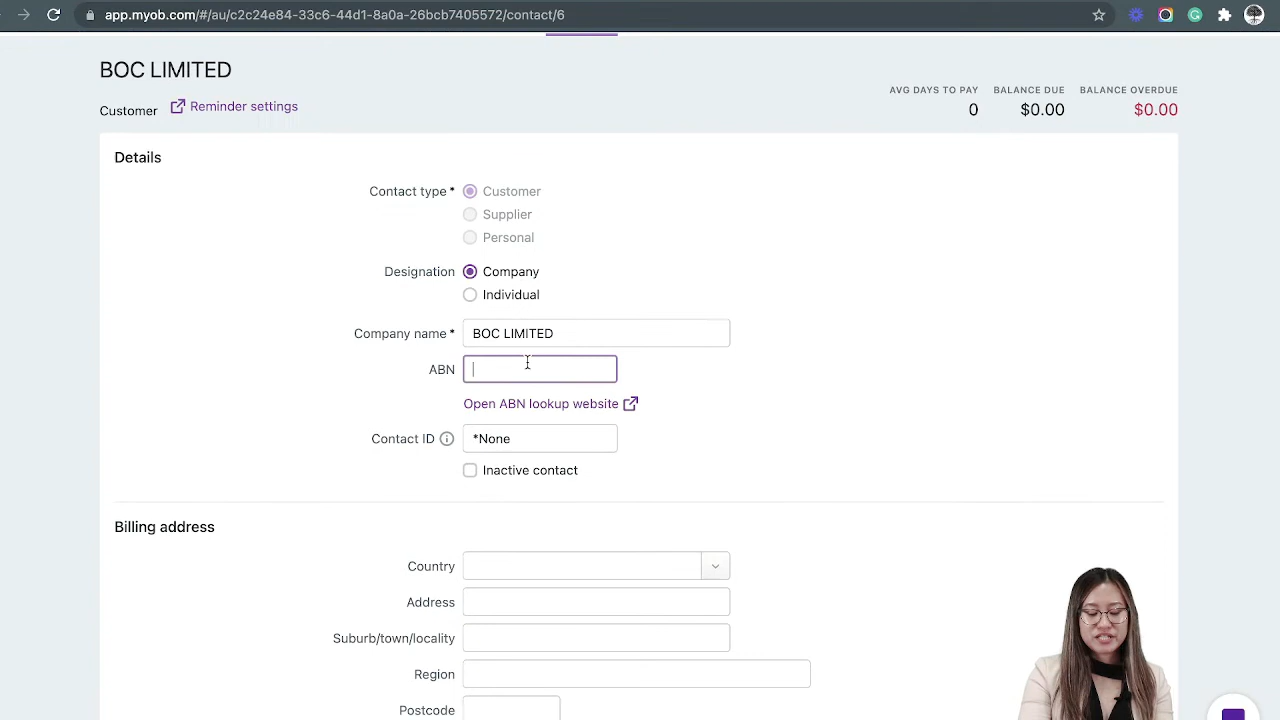 app.myob.com/#/au/c2c24e84-33c6-44d1-8a0a-26bcb7405572/contact/6
BOC LIMITED
Customer Reminder settings
AVG DAYS TO PAY BALANCE DUE BALANCE OVERDUE
0 $0.00 $0.00
Details
Contact type * Customer
Supplier
Personal
Designation Company
Individual
Company name * BOC LIMITED
ABN
Open ABN lookup website
Contact ID *None
Inactive contact
Billing address
Country
Address
Suburb/town/locality
Region
Postcode